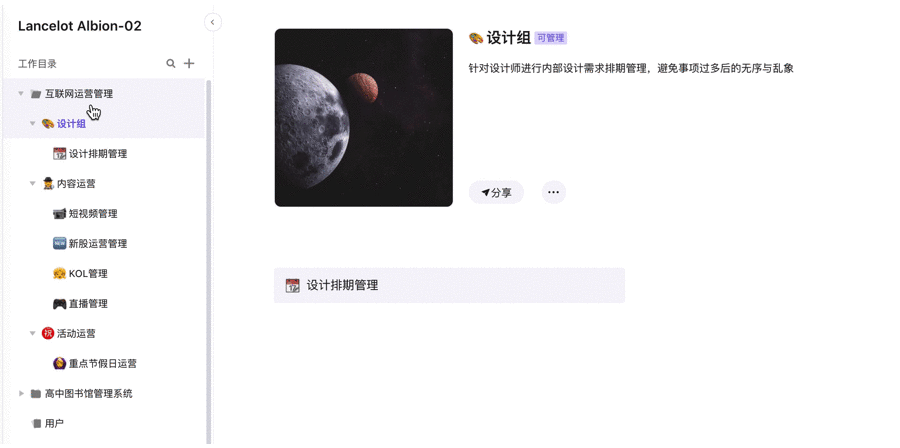 Lancelot Albion-02
工作目录
互联网运营管理
设计组
设计排期管理
内容运营
短视频管理
NEW 新股运营管理
KOL管理
直播管理
祝 活动运营
重点节假日运营
高中图书馆管理系统
用户
设计组 可管理
针对设计师进行内部设计需求排期管理，避免事项过多后的无序与乱象
分享
设计排期管理